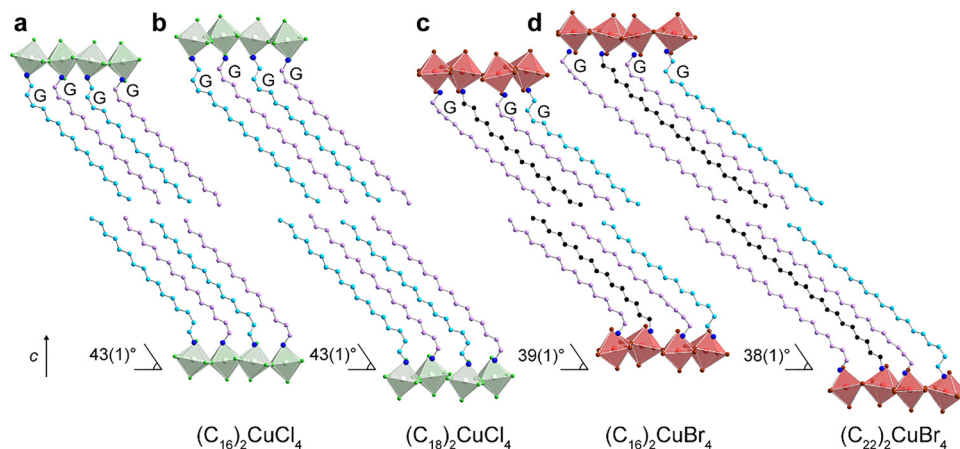 a b c d
G G G G
G G G G
G G
G G
c 43(1)° 43(1)° 39(1)° 38(1)°
(C₁₆)₂CuCl₄ (C₁₈)₂CuCl₄ (C₁₆)₂CuBr₄ (C₂₂)₂CuBr₄